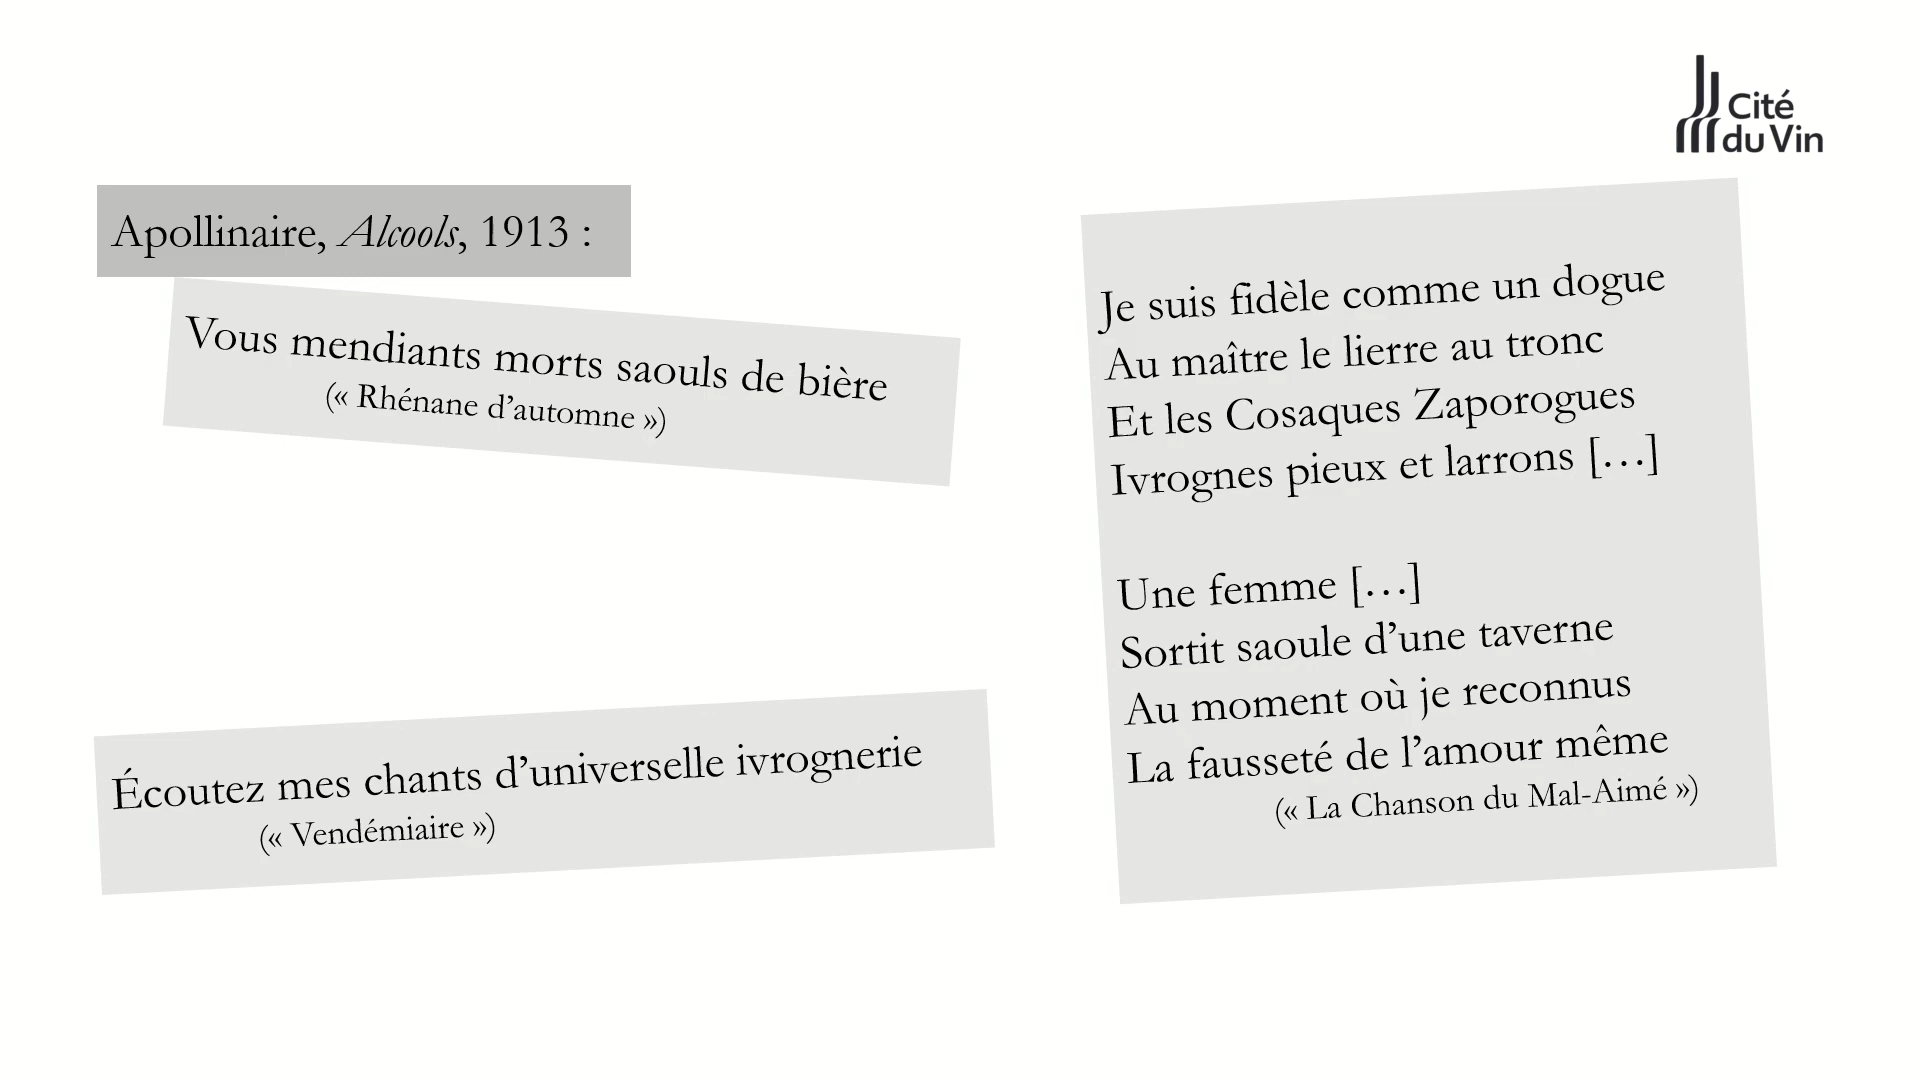 Cité
du Vin
Apollinaire, Alcools, 1913 :
Vous mendiants morts saouls de bière
(« Rhénane d’automne »)
Écoutez mes chants d’universelle ivrognerie
(« Vendémiaire »)
Je suis fidèle comme un dogue
Au maître le lierre au tronc
Et les Cosaques Zaporogues
Ivrognes pieux et larrons […]
Une femme […]
Sortit saoule d’une taverne
Au moment où je reconnus
La fausseté de l’amour même
(« La Chanson du Mal-Aimé »)